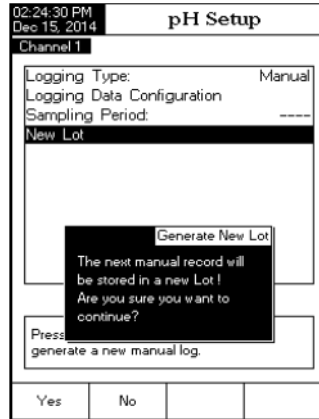 02:24:30 PM
Dec 15, 2014
pH Setup
Channel 1
Logging Type: Manual
Logging Data Configuration
Sampling Period: ----
New Lot
Generate New Lot
The next manual record will
be stored in a new Lot !
Are you sure you want to
continue?
Press
generate a new manual log.
Yes No